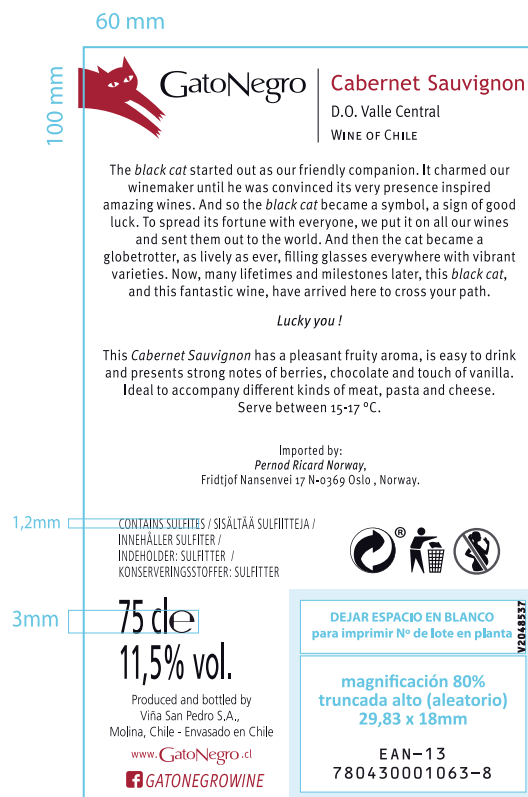 60 mm
100 mm
GatoNegro
Cabernet Sauvignon
D.O. Valle Central
WINE OF CHILE
The black cat started out as our friendly companion. It charmed our
winemaker until he was convinced its very presence inspired
amazing wines. And so the black cat became a symbol, a sign of good
luck. To spread its fortune with everyone, we put it on all our wines
and sent them out to the world. And then the cat became a
globetrotter, as lively as ever, filling glasses everywhere with vibrant
varieties. Now, many lifetimes and milestones later, this black cat,
and this fantastic wine, have arrived here to cross your path.
Lucky you !
This Cabernet Sauvignon has a pleasant fruity aroma, is easy to drink
and presents strong notes of berries, chocolate and touch of vanilla.
Ideal to accompany different kinds of meat, pasta and cheese.
Serve between 15-17 °C.
Imported by:
Pernod Ricard Norway,
Fridtjof Nansenvei 17 N-0369 Oslo , Norway.
1,2mm
CONTAINS SULFITES / SISÄLTÄÄ SULFIITTEJA /
INNEHÅLLER SULFITER /
INDEHOLDER: SULFITTER /
KONSERVERINGSSTOFFER: SULFITTER
®
3mm
75 cl e
11,5% vol.
Produced and bottled by
Viña San Pedro S.A.,
Molina, Chile - Envasado en Chile
www.GatoNegro.cl
f GATONEGROWINE
DEJAR ESPACIO EN BLANCO
para imprimir Nº de lote en planta
V2048537
magnificación 80%
truncada alto (aleatorio)
29,83 x 18mm
EAN-13
780430001063-8